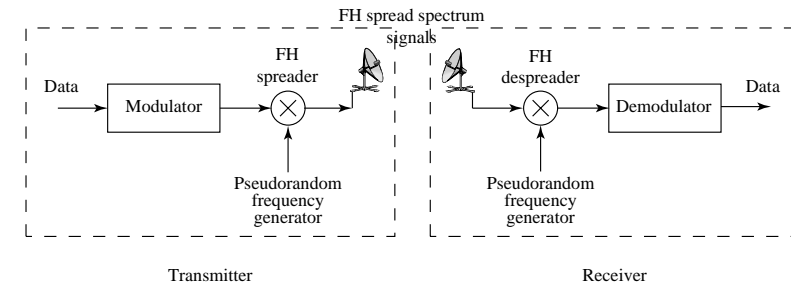 FH spread spectrum
signals
FH
spreader
Data
Modulator
Pseudorandom
frequency
generator
Transmitter
FH
despreader
Data
Demodulator
Pseudorandom
frequency
generator
Receiver